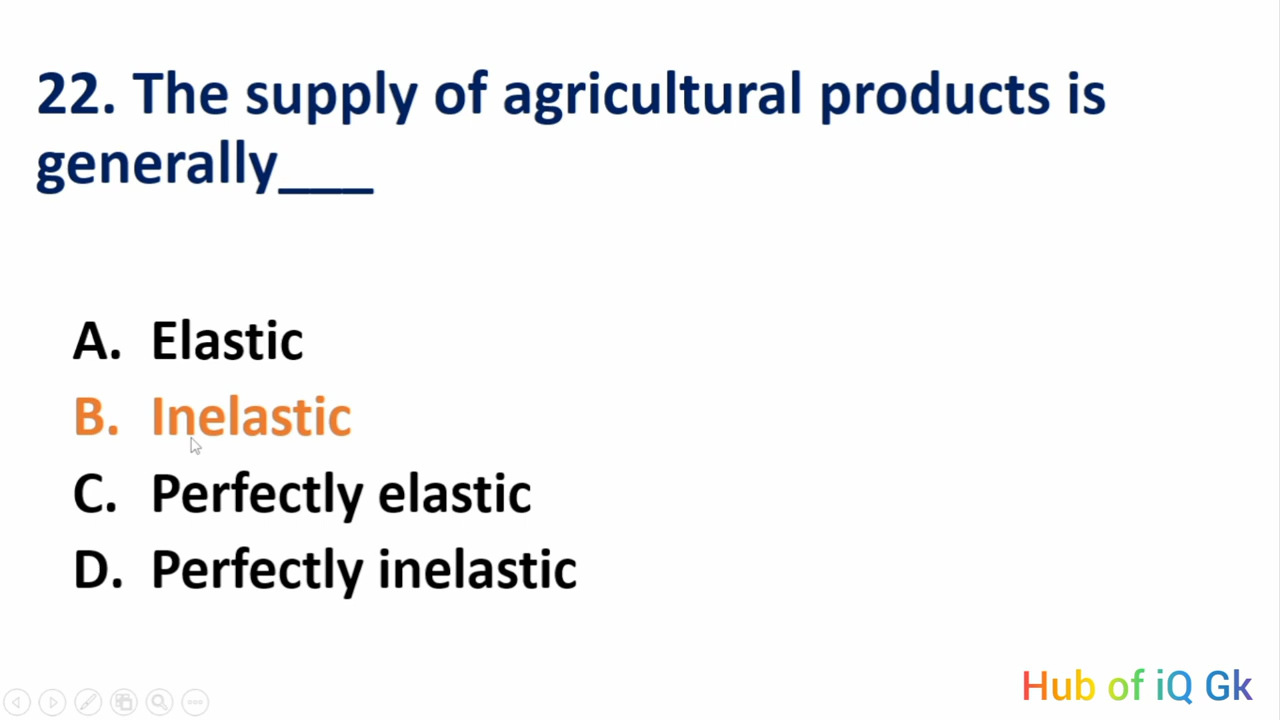 22. The supply of agricultural products is
generally___
A. Elastic
B. Inelastic
C. Perfectly elastic
D. Perfectly inelastic
Hub of iQ Gk